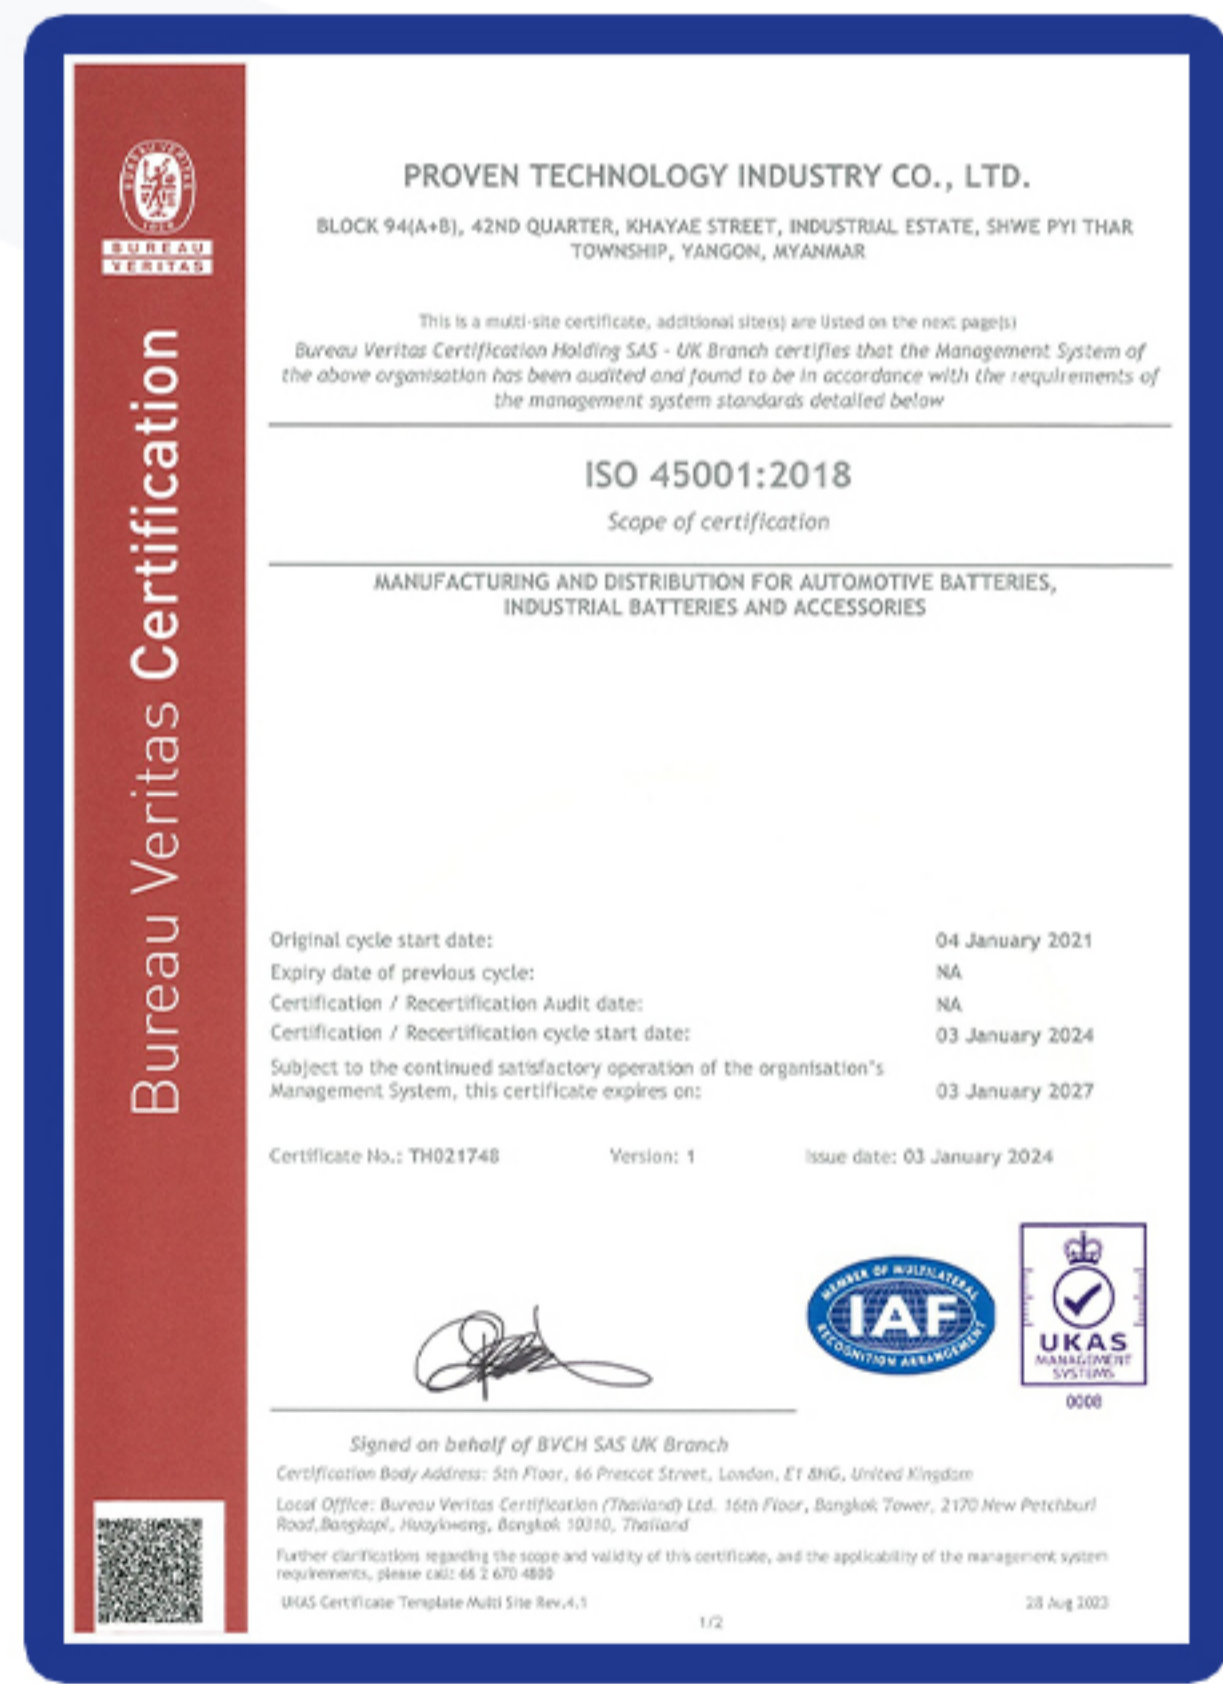 BUREAU VERITAS
1828
BUREAU
VERITAS
Bureau Veritas Certification
PROVEN TECHNOLOGY INDUSTRY CO., LTD.
BLOCK 94(A+B), 42ND QUARTER, KHAYAE STREET, INDUSTRIAL ESTATE, SHWE PYI THAR
TOWNSHIP, YANGON, MYANMAR
This is a multi-site certificate, additional site(s) are listed on the next page(s)
Bureau Veritas Certification Holding SAS - UK Branch certifies that the Management System of
the above organisation has been audited and found to be in accordance with the requirements of
the management system standards detailed below
ISO 45001:2018
Scope of certification
MANUFACTURING AND DISTRIBUTION FOR AUTOMOTIVE BATTERIES,
INDUSTRIAL BATTERIES AND ACCESSORIES
Original cycle start date: 04 January 2021
Expiry date of previous cycle: NA
Certification / Recertification Audit date: NA
Certification / Recertification cycle start date: 03 January 2024
Subject to the continued satisfactory operation of the organisation's
Management System, this certificate expires on: 03 January 2027
Certificate No.: TH021748 Version: 1 Issue date: 03 January 2024
MEMBER OF MULTILATERAL
IAF
RECOGNITION ARRANGEMENT
UKAS
MANAGEMENT
SYSTEMS
0008
Signed on behalf of BVCH SAS UK Branch
Certification Body Address: 5th Floor, 66 Prescot Street, London, E1 8HG, United Kingdom
Local Office: Bureau Veritas Certification (Thailand) Ltd. 16th Floor, Bangkok Tower, 2170 New Petchburi
Road,Bangkapi, Huaykwang, Bangkok 10310, Thailand
Further clarifications regarding the scope and validity of this certificate, and the applicability of the management system
requirements, please call: 66 2 670 4800
UKAS Certificate Template Multi Site Rev.4.1 28 Aug 2023
1/2